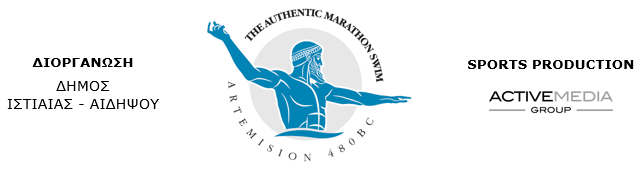 ΔΙΟΡΓΑΝΩΣΗ
ΔΗΜΟΣ
ΙΣΤΙΑΙΑΣ - ΑΙΔΗΨΟΥ
THE AUTHENTIC MARATHON SWIM
ARTEMISION 480BC
SPORTS PRODUCTION
ACTIVEMEDIA
GROUP